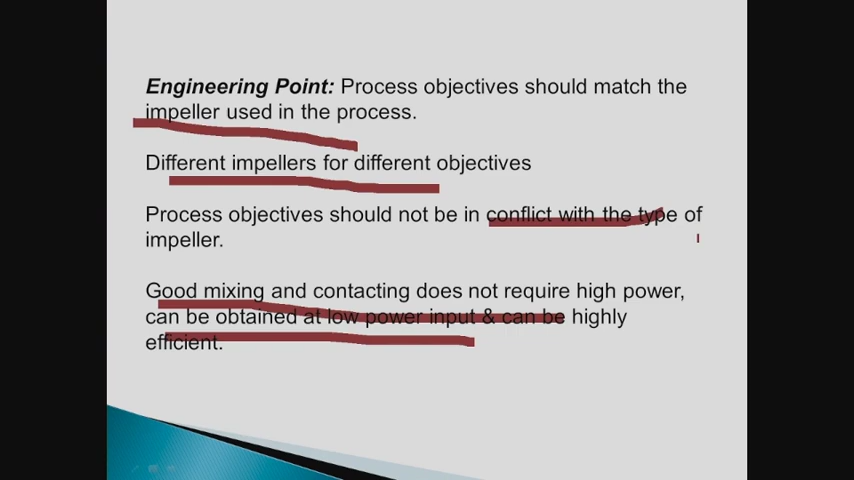 Engineering Point: Process objectives should match the
impeller used in the process.
Different impellers for different objectives
Process objectives should not be in conflict with the type of
impeller.
Good mixing and contacting does not require high power,
can be obtained at low power input & can be highly
efficient.